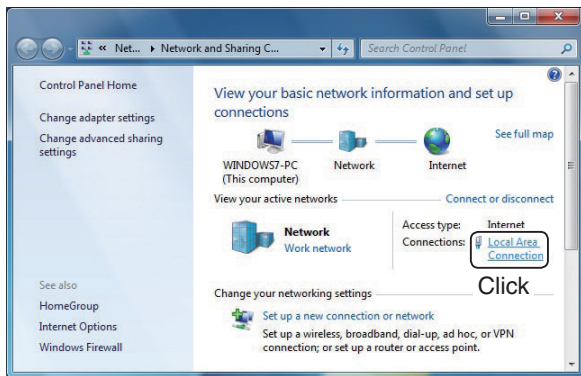 « Net... ▸ Network and Sharing C...
Search Control Panel
Control Panel Home
Change adapter settings
Change advanced sharing
settings
See also
HomeGroup
Internet Options
Windows Firewall
View your basic network information and set up
connections
See full map
WINDOWS7-PC
(This computer)
Network
Internet
View your active networks
Connect or disconnect
Network
Work network
Access type: Internet
Connections: Local Area
Connection
Click
Change your networking settings
Set up a new connection or network
Set up a wireless, broadband, dial-up, ad hoc, or VPN
connection; or set up a router or access point.